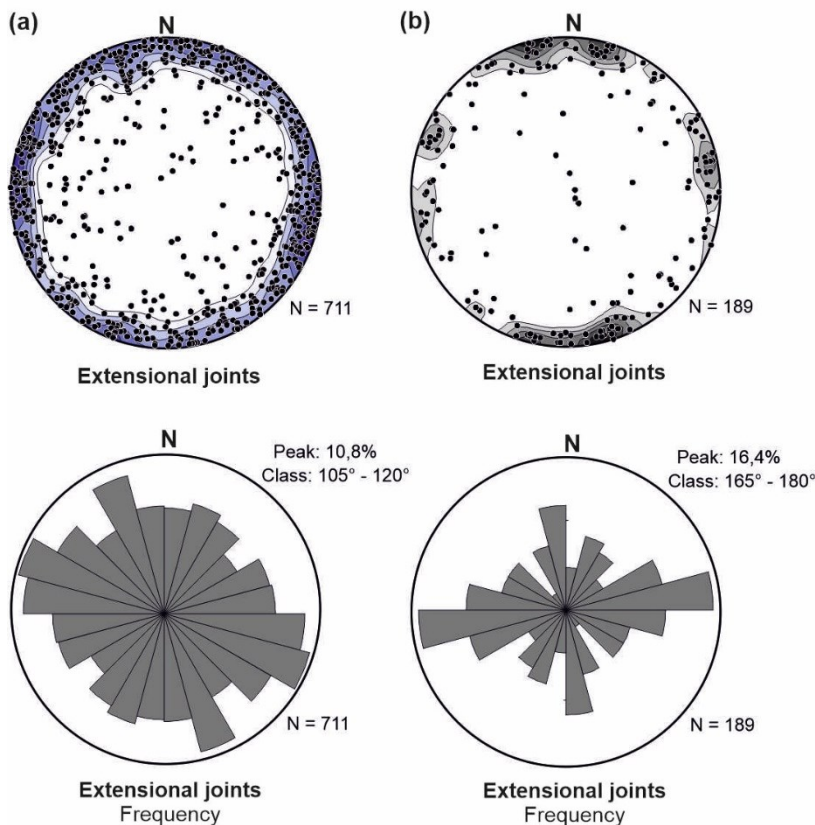 (a)
N
N = 711
Extensional joints
(b)
N
N = 189
Extensional joints
N
Peak: 10,8%
Class: 105° - 120°
N = 711
Extensional joints
Frequency
N
Peak: 16,4%
Class: 165° - 180°
N = 189
Extensional joints
Frequency